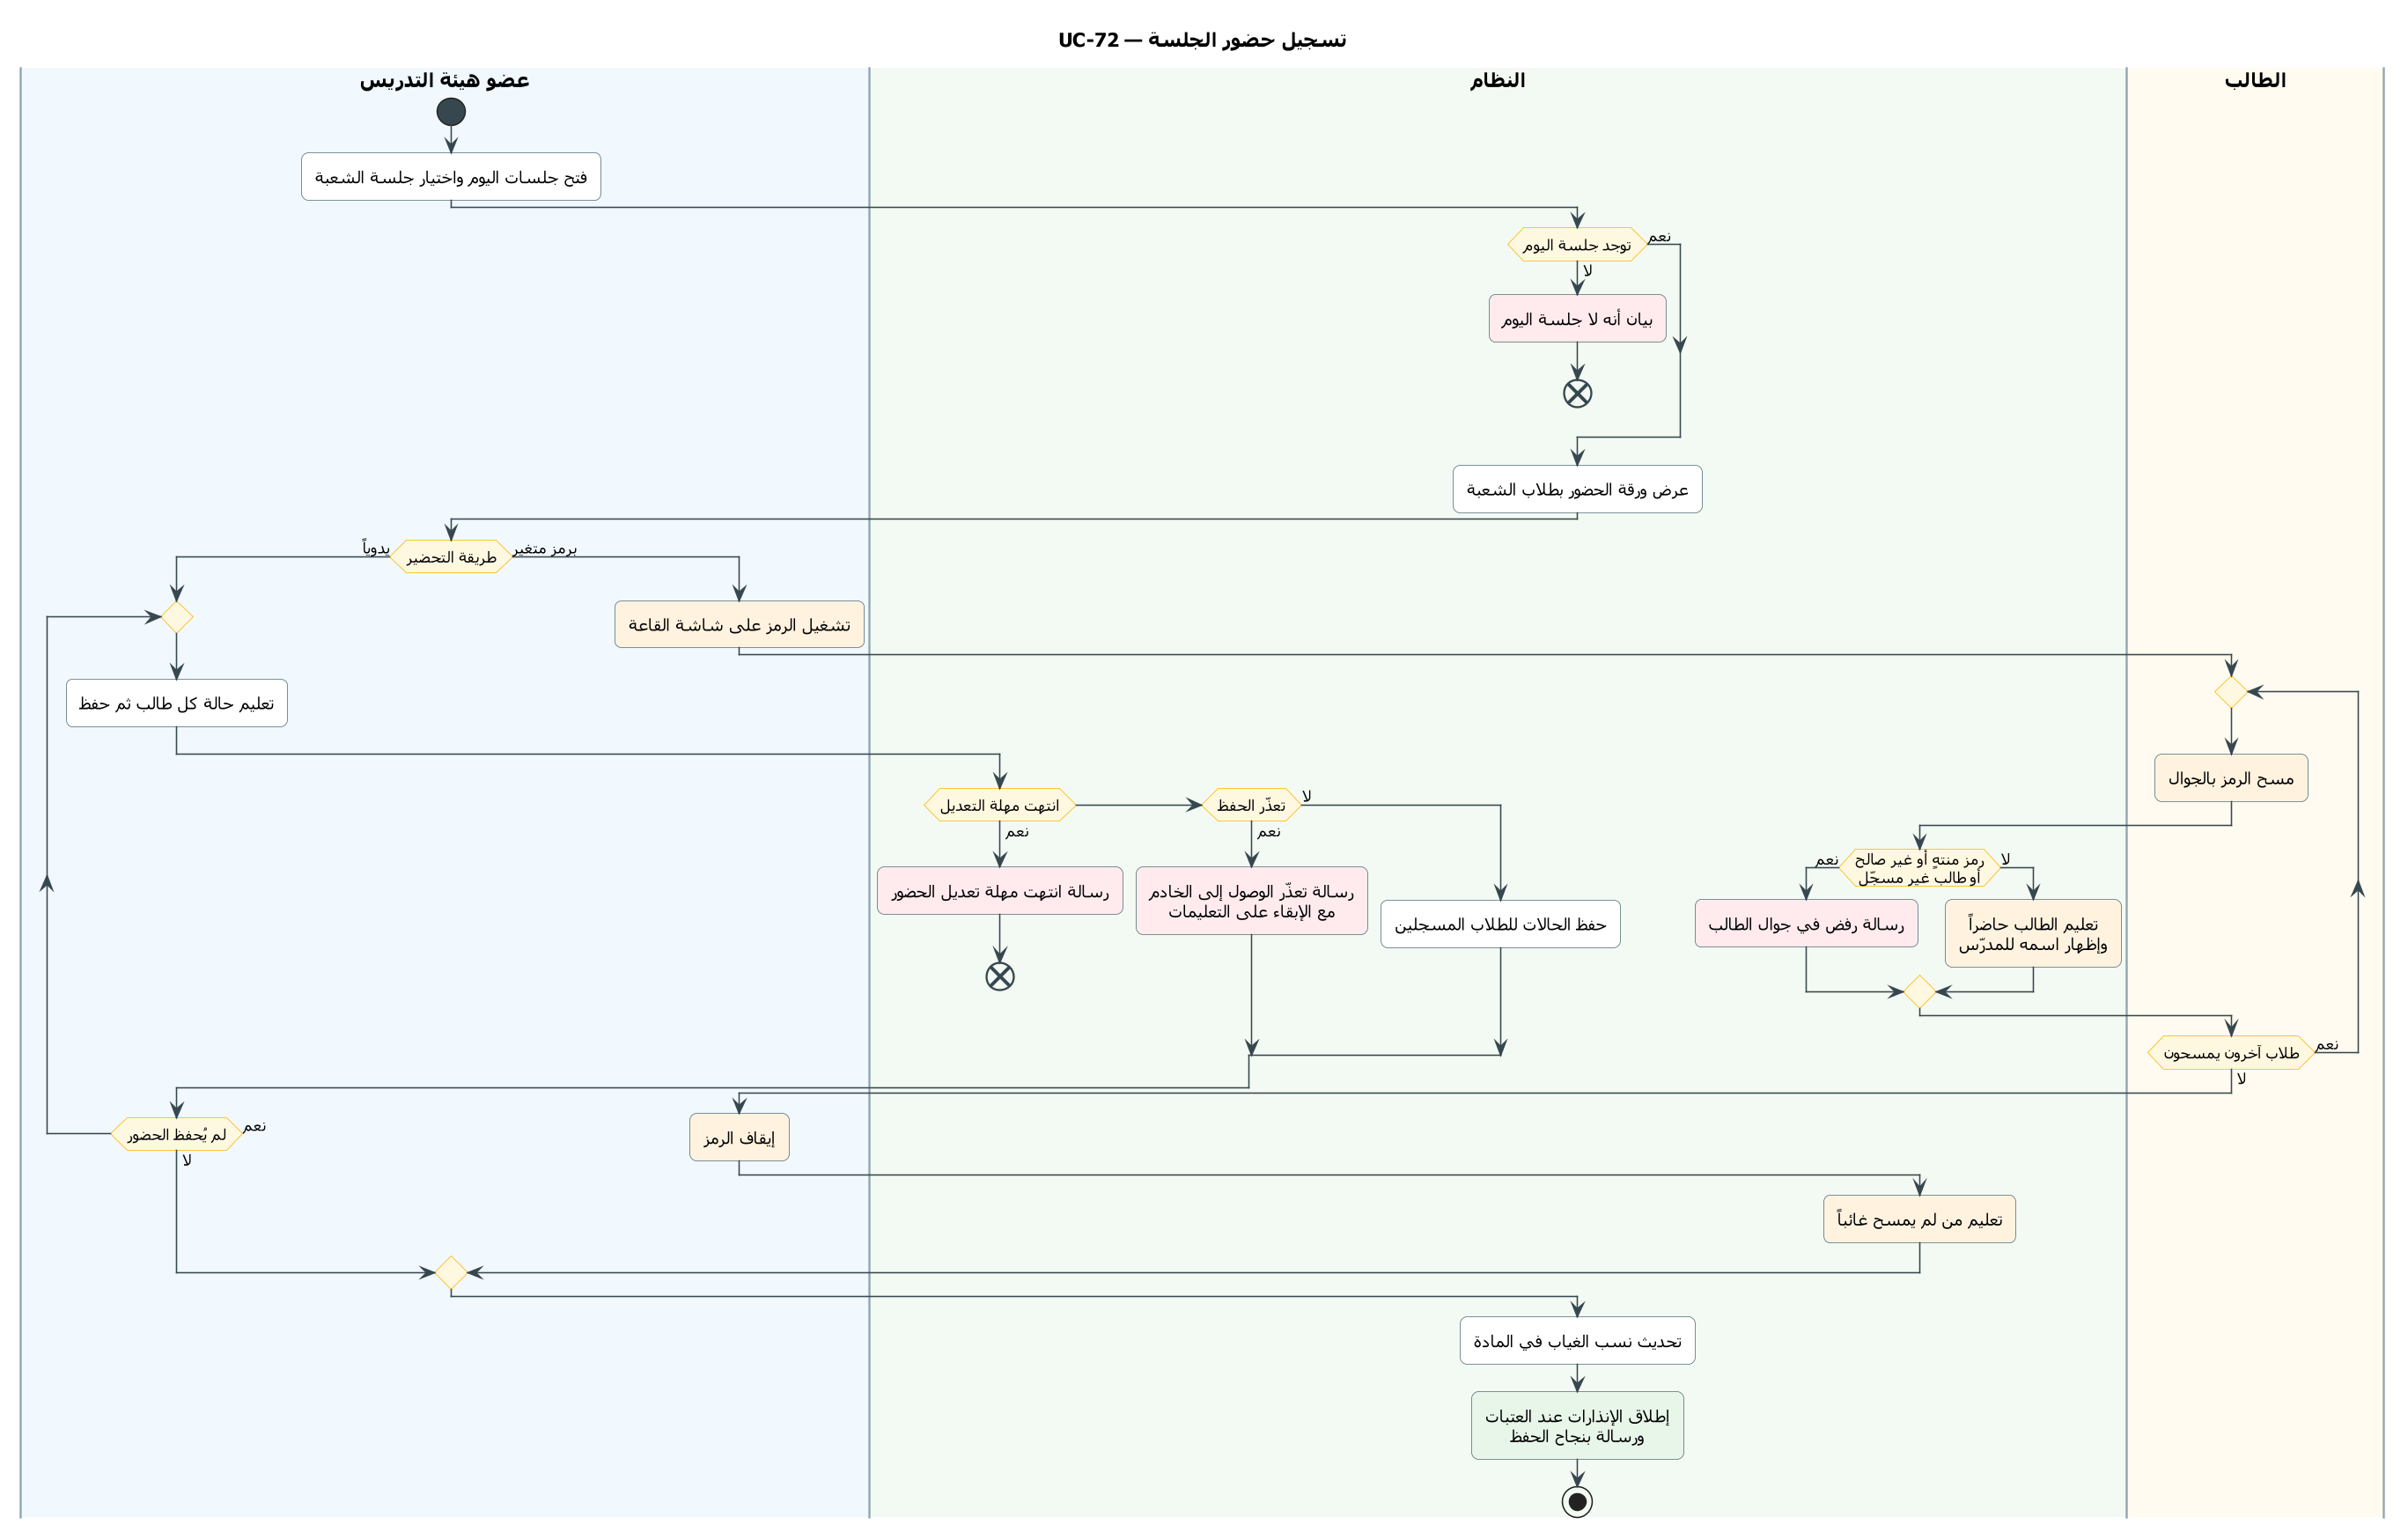 تسجيل حضور الجلسة — UC-72
عضو هيئة التدريس
النظام
الطالب
فتح جلسات اليوم واختيار جلسة الشعبة
توجد جلسة اليوم
نعم
لا
بيان أنه لا جلسة اليوم
عرض ورقة الحضور بطلاب الشعبة
طريقة التحضير
يدوياً
برمز متغير
تشغيل الرمز على شاشة القاعة
تعليم حالة كل طالب ثم حفظ
مسح الرمز بالجوال
انتهت مهلة التعديل
نعم
تعذّر الحفظ
لا
نعم
رسالة انتهت مهلة تعديل الحضور
رسالة تعذّر الوصول إلى الخادم
مع الإبقاء على التعليمات
حفظ الحالات للطلاب المسجلين
رمز منتهٍ أو غير صالح
أو طالب غير مسجّل
نعم
لا
رسالة رفض في جوال الطالب
تعليم الطالب حاضراً
وإظهار اسمه للمدرّس
طلاب آخرون يمسحون
نعم
لا
لم يُحفظ الحضور
نعم
لا
إيقاف الرمز
تعليم من لم يمسح غائباً
تحديث نسب الغياب في المادة
إطلاق الإنذارات عند العتبات
ورسالة بنجاح الحفظ